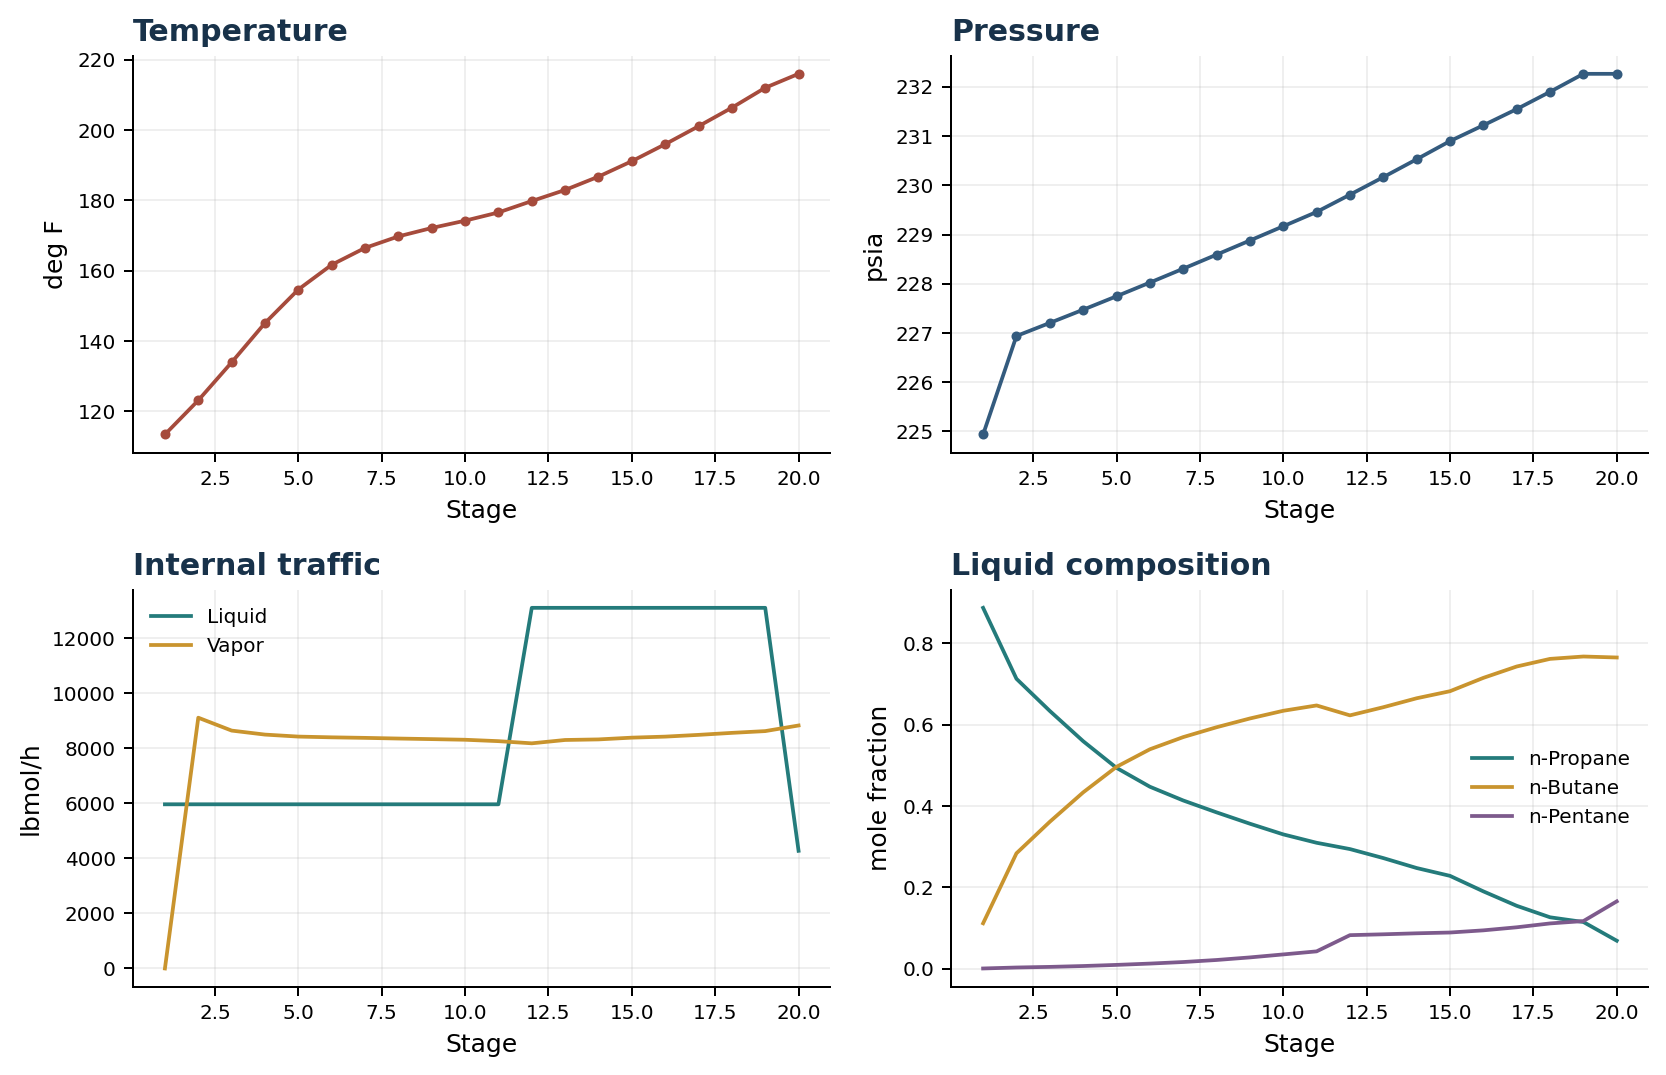 Temperature
220
200
180
160
140
120
deg F
2.5 5.0 7.5 10.0 12.5 15.0 17.5 20.0
Stage
Pressure
232
231
230
229
228
227
226
225
psia
2.5 5.0 7.5 10.0 12.5 15.0 17.5 20.0
Stage
Internal traffic
Liquid
Vapor
12000
10000
8000
6000
4000
2000
0
lbmol/h
2.5 5.0 7.5 10.0 12.5 15.0 17.5 20.0
Stage
Liquid composition
0.8
0.6
0.4
0.2
0.0
mole fraction
n-Propane
n-Butane
n-Pentane
2.5 5.0 7.5 10.0 12.5 15.0 17.5 20.0
Stage